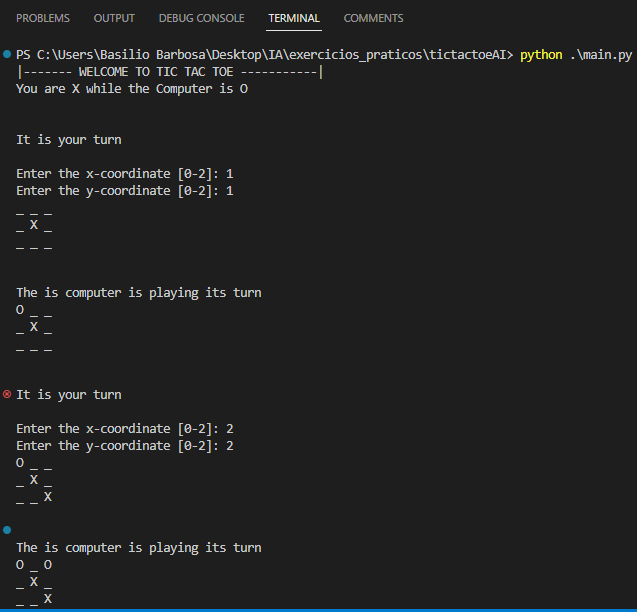 PROBLEMS OUTPUT DEBUG CONSOLE TERMINAL COMMENTS
PS C:\Users\Basilio Barbosa\Desktop\IA\exercicios_praticos\tictactoeAI> python .\main.py
|------- WELCOME TO TIC TAC TOE -----------|
You are X while the Computer is O
It is your turn
Enter the x-coordinate [0-2]: 1
Enter the y-coordinate [0-2]: 1
_ _ _
_ X _
_ _ _
The is computer is playing its turn
O _ _
_ X _
_ _ _
It is your turn
Enter the x-coordinate [0-2]: 2
Enter the y-coordinate [0-2]: 2
O _ _
_ X _
_ _ X
The is computer is playing its turn
O _ O
_ X _
_ _ X